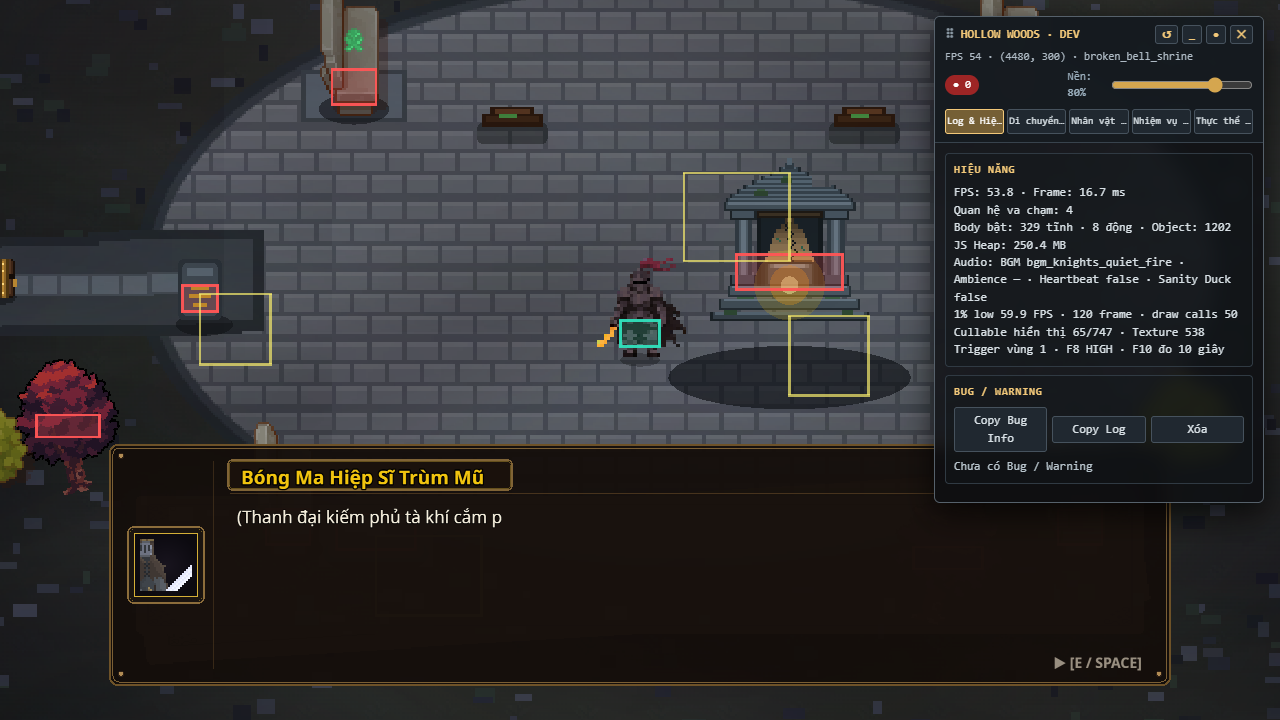 HOLLOW WOODS · DEV
FPS 54 · (4480, 300) · broken_bell_shrine
0
Nền:
80%
Log & Hiệ…
Di chuyển…
Nhân vật …
Nhiệm vụ …
Thực thể …
HIỆU NĂNG
FPS: 53.8 · Frame: 16.7 ms
Quan hệ va chạm: 4
Body bật: 329 tĩnh · 8 động · Object: 1202
JS Heap: 250.4 MB
Audio: BGM bgm_knights_quiet_fire ·
Ambience — · Heartbeat false · Sanity Duck
false
1% low 59.9 FPS · 120 frame · draw calls 50
Cullable hiển thị 65/747 · Texture 538
Trigger vùng 1 · F8 HIGH · F10 đo 10 giây
BUG / WARNING
Copy Bug
Info
Copy Log
Xóa
Chưa có Bug / Warning
Bóng Ma Hiệp Sĩ Trùm Mũ
(Thanh đại kiếm phủ tà khí cắm p
▶ [E / SPACE]